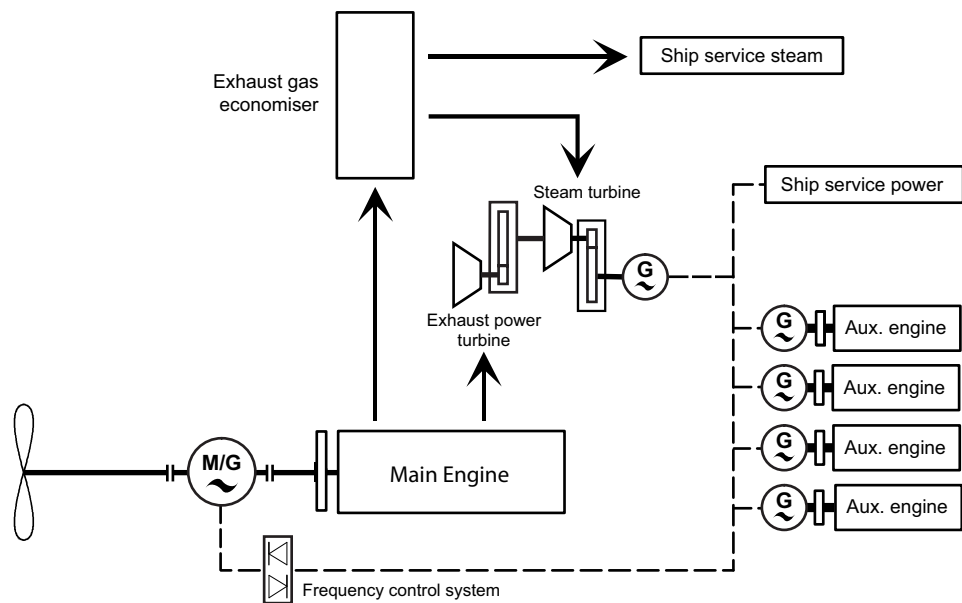 Ship service steam
Exhaust gas
economiser
Steam turbine
Ship service power
G
Exhaust power
turbine
G
Aux. engine
G
Aux. engine
G
Aux. engine
G
Aux. engine
M/G
Main Engine
Frequency control system